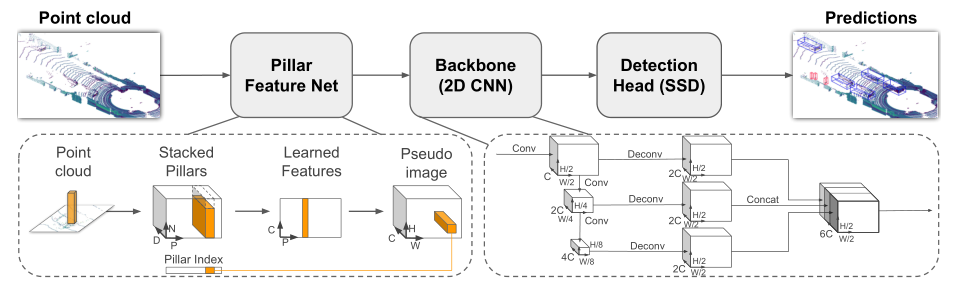 Point cloud
Predictions
Pillar
Feature Net
Backbone
(2D CNN)
Detection
Head (SSD)
Point
cloud
Stacked
Pillars
Learned
Features
Pseudo
image
N
D
P
C
P
H
C
W
Pillar Index
Conv
H/2
C
W/2
Conv
H/4
2C
W/4
Conv
H/8
4C
W/8
Deconv
H/2
2C
W/2
Deconv
H/2
2C
W/2
Deconv
H/2
2C
W/2
Concat
H/2
6C
W/2